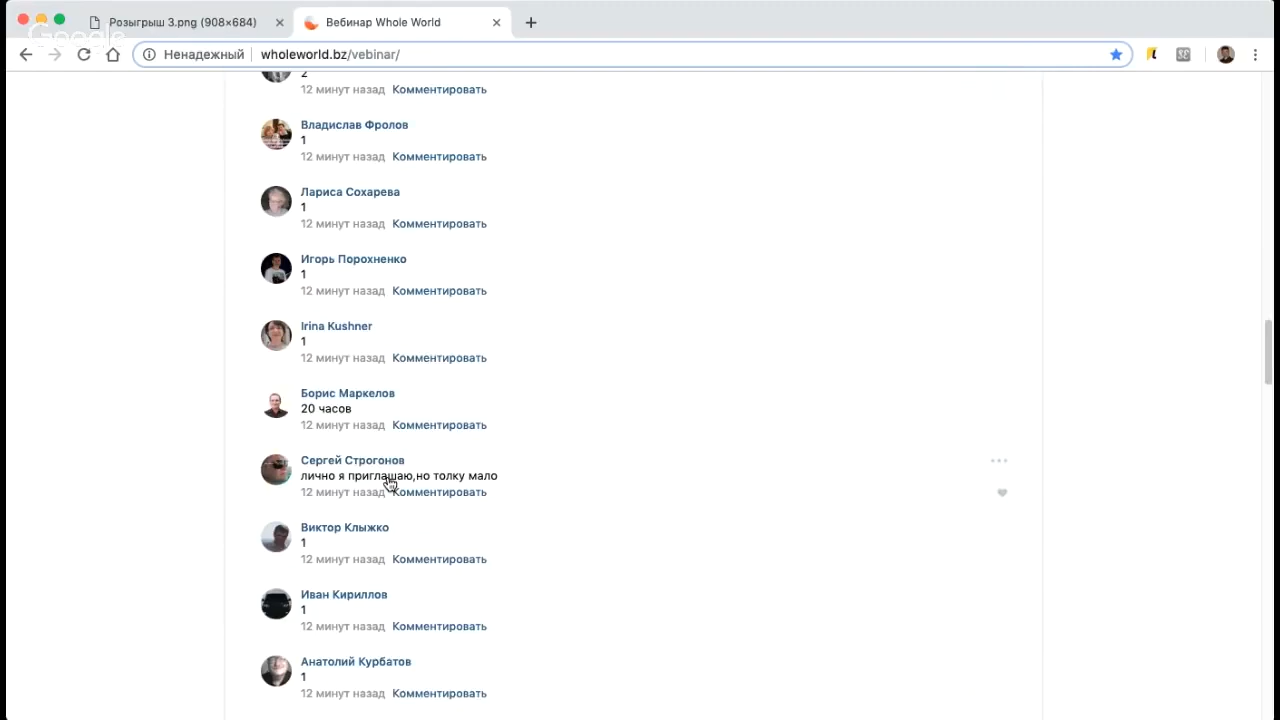 Розыгрыш 3.png (908×684)
Вебинар Whole World
Google
Ненадежный
wholeworld.bz/vebinar/
2
12 минут назад Комментировать
Владислав Фролов
1
12 минут назад Комментировать
Лариса Сохарева
1
12 минут назад Комментировать
Игорь Порохненко
1
12 минут назад Комментировать
Irina Kushner
1
12 минут назад Комментировать
Борис Маркелов
20 часов
12 минут назад Комментировать
Сергей Строгонов
лично я приглашаю,но толку мало
12 минут назад Комментировать
Виктор Клыжко
1
12 минут назад Комментировать
Иван Кириллов
1
12 минут назад Комментировать
Анатолий Курбатов
1
12 минут назад Комментировать